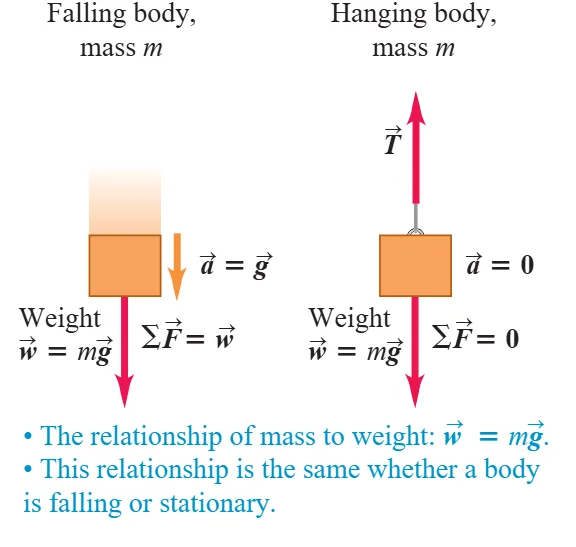 Falling body,
mass m
Hanging body,
mass m
T⃗
a⃗ = g⃗
a⃗ = 0
Weight
w⃗ = mg⃗
ΣF⃗ = w⃗
Weight
w⃗ = mg⃗
ΣF⃗ = 0
• The relationship of mass to weight: w⃗ = mg⃗.
• This relationship is the same whether a body
is falling or stationary.